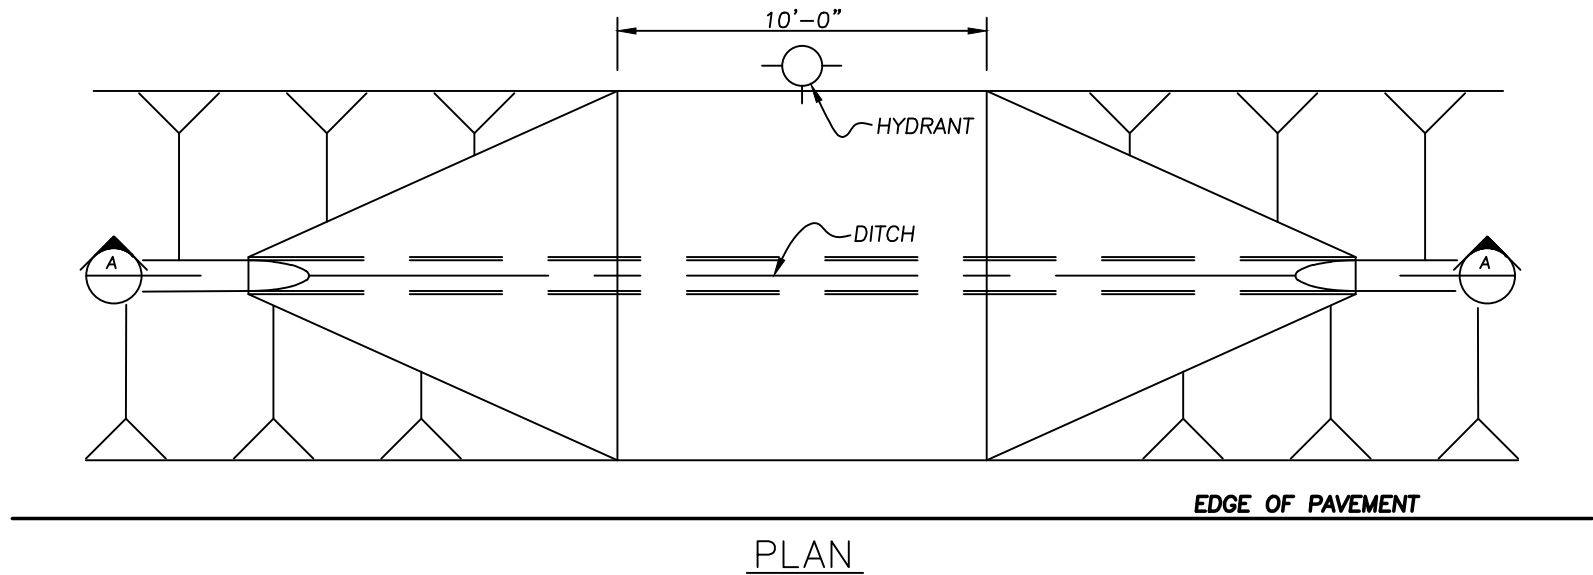 10'-0"
HYDRANT
DITCH
A
A
EDGE OF PAVEMENT
PLAN